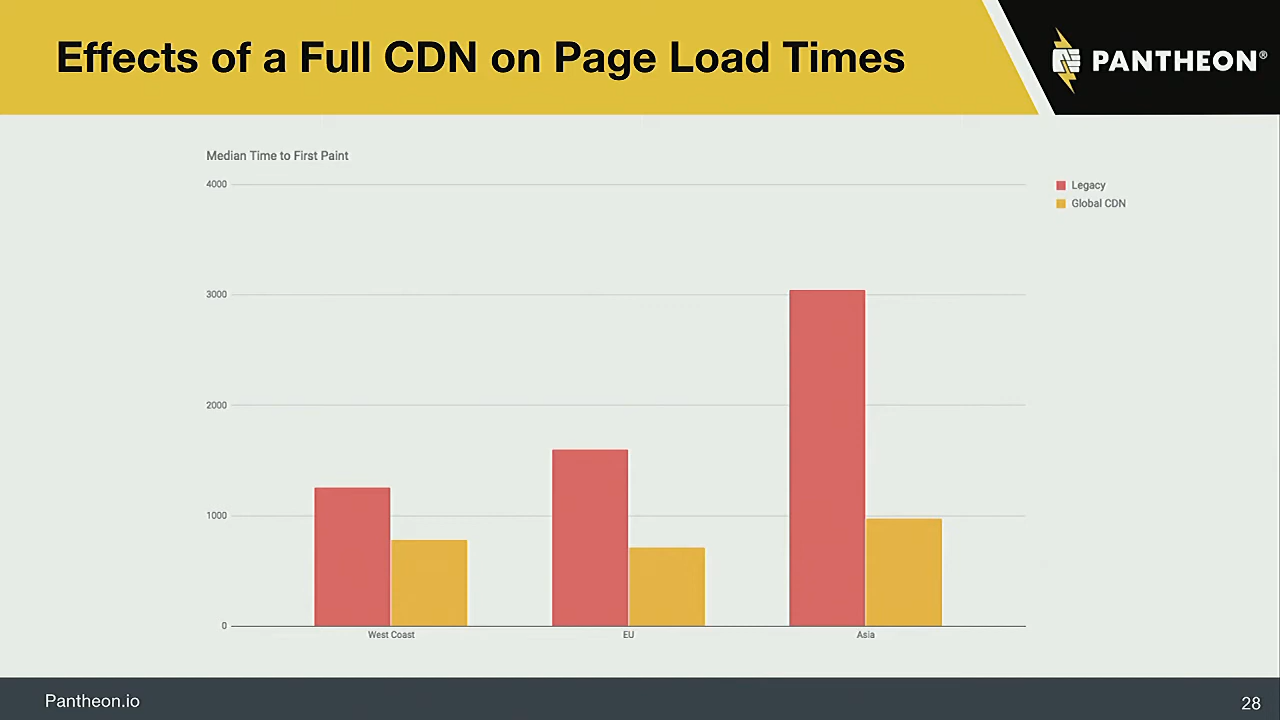 Effects of a Full CDN on Page Load Times
PANTHEON®
Median Time to First Paint
4000
3000
2000
1000
0
Legacy
Global CDN
West Coast
EU
Asia
Pantheon.io
28